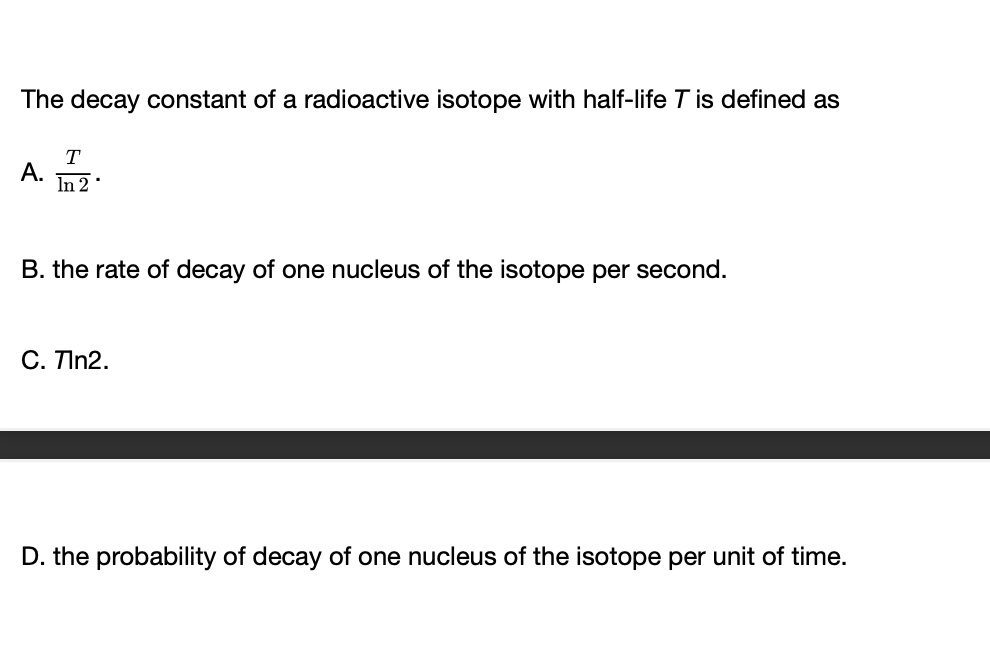 The decay constant of a radioactive isotope with half-life T is defined as
A. \frac{T}{\ln 2}.
B. the rate of decay of one nucleus of the isotope per second.
C. Tln2.
D. the probability of decay of one nucleus of the isotope per unit of time.